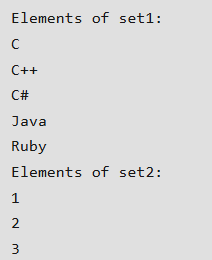 Elements of set1:
C
C++
C#
Java
Ruby
Elements of set2:
1
2
3